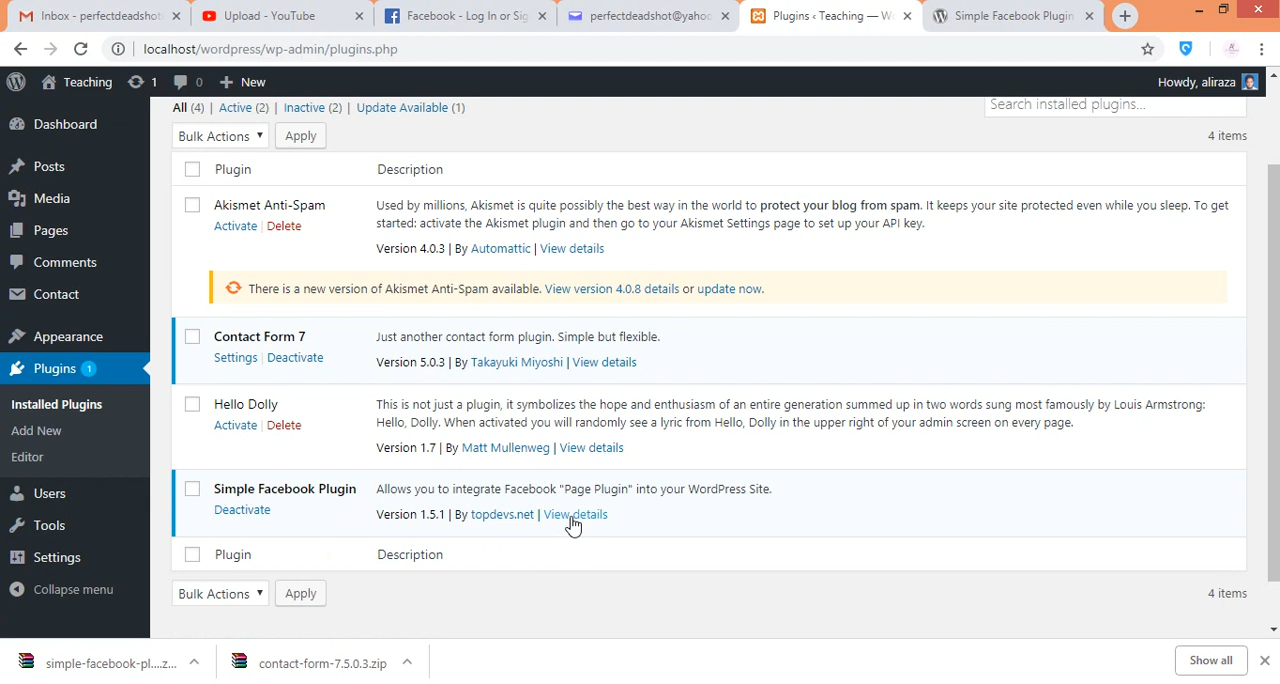 Inbox - perfectdeadshot
Upload - YouTube
Facebook - Log In or Sig
perfectdeadshot@yahoo
Plugins ‹ Teaching — W
Simple Facebook Plugin
localhost/wordpress/wp-admin/plugins.php
Teaching 1 0 New
Howdy, aliraza
Dashboard
Posts
Media
Pages
Comments
Contact
Appearance
Plugins 1
Installed Plugins
Add New
Editor
Users
Tools
Settings
Collapse menu
All (4) | Active (2) | Inactive (2) | Update Available (1)
Search installed plugins...
Bulk Actions Apply
4 items
Plugin Description
Akismet Anti-Spam
Activate | Delete
Used by millions, Akismet is quite possibly the best way in the world to protect your blog from spam. It keeps your site protected even while you sleep. To get
started: activate the Akismet plugin and then go to your Akismet Settings page to set up your API key.
Version 4.0.3 | By Automattic | View details
There is a new version of Akismet Anti-Spam available. View version 4.0.8 details or update now.
Contact Form 7
Settings | Deactivate
Just another contact form plugin. Simple but flexible.
Version 5.0.3 | By Takayuki Miyoshi | View details
Hello Dolly
Activate | Delete
This is not just a plugin, it symbolizes the hope and enthusiasm of an entire generation summed up in two words sung most famously by Louis Armstrong:
Hello, Dolly. When activated you will randomly see a lyric from Hello, Dolly in the upper right of your admin screen on every page.
Version 1.7 | By Matt Mullenweg | View details
Simple Facebook Plugin
Deactivate
Allows you to integrate Facebook "Page Plugin" into your WordPress Site.
Version 1.5.1 | By topdevs.net | View details
Plugin Description
Bulk Actions Apply
4 items
simple-facebook-pl....z...
contact-form-7.5.0.3.zip
Show all